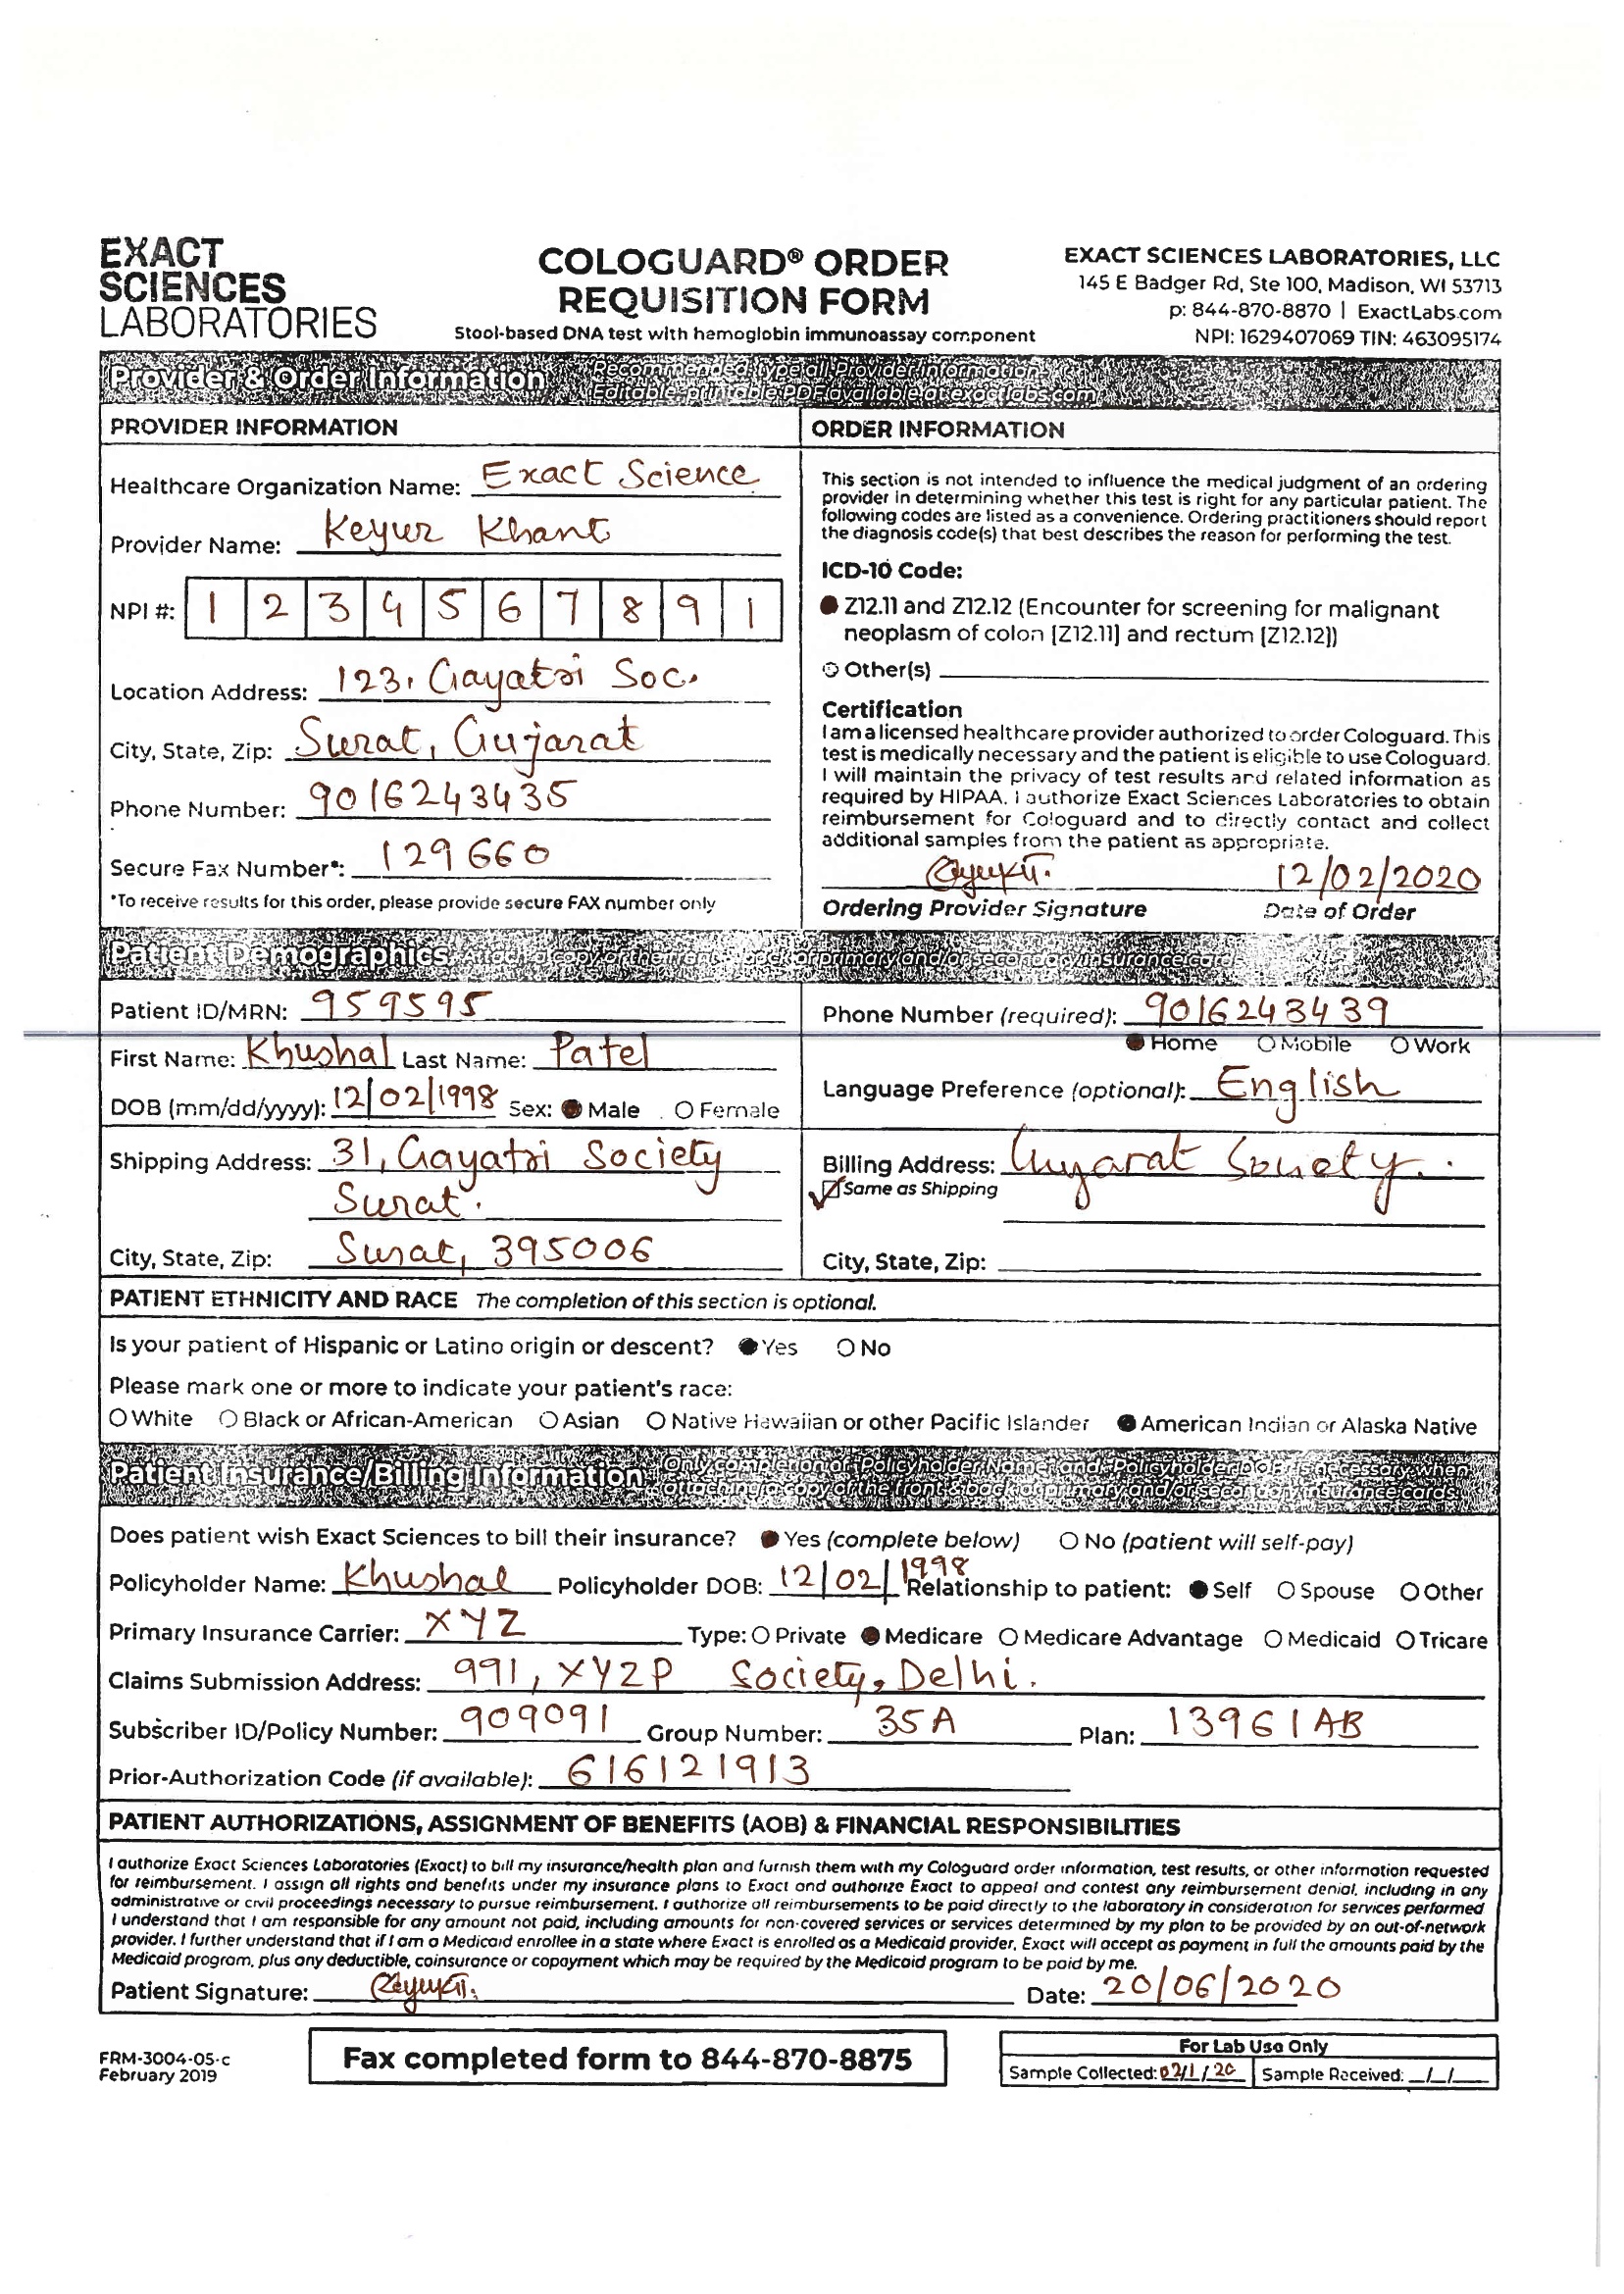 EXACT
SCIENCES
LABORATORIES
COLOGUARD® ORDER
REQUISITION FORM
Stool-based DNA test with hemoglobin immunoassay component
EXACT SCIENCES LABORATORIES, LLC
145 E Badger Rd, Ste 100, Madison, WI 53713
p: 844-870-8870 | ExactLabs.com
NPI: 1629407069 TIN: 463095174
Provider & Order Information
Recommended: type all Provider Information
Editable-printable PDF available at exactlabs.com
PROVIDER INFORMATION
Healthcare Organization Name: Exact Science
Provider Name: Keyur Khant
NPI #: 1 2 3 4 5 6 7 8 9 1
Location Address: 123, Gayatri Soc.
City, State, Zip: Surat, Gujarat
Phone Number: 9016243435
Secure Fax Number*: 129660
*To receive results for this order, please provide secure FAX number only
ORDER INFORMATION
This section is not intended to influence the medical judgment of an ordering
provider in determining whether this test is right for any particular patient. The
following codes are listed as a convenience. Ordering practitioners should report
the diagnosis code(s) that best describes the reason for performing the test.
ICD-10 Code:
Z12.11 and Z12.12 (Encounter for screening for malignant
neoplasm of colon [Z12.11] and rectum [Z12.12])
Other(s)
Certification
I am a licensed healthcare provider authorized to order Cologuard. This
test is medically necessary and the patient is eligible to use Cologuard.
I will maintain the privacy of test results and related information as
required by HIPAA. I authorize Exact Sciences Laboratories to obtain
reimbursement for Cologuard and to directly contact and collect
additional samples from the patient as appropriate.
12/02/2020
Ordering Provider Signature Date of Order
Patient Demographics Attach a copy of the front & back of primary and/or secondary insurance cards
Patient ID/MRN: 959595
First Name: Khushal Last Name: Patel
DOB (mm/dd/yyyy): 12/02/1998 Sex: Male Female
Phone Number (required): 9016243439
Home Mobile Work
Language Preference (optional): English
Shipping Address: 31, Gayatri Society
Surat.
City, State, Zip: Surat, 395006
Billing Address: Gujarat Society.
Same as Shipping
City, State, Zip:
PATIENT ETHNICITY AND RACE The completion of this section is optional.
Is your patient of Hispanic or Latino origin or descent? Yes No
Please mark one or more to indicate your patient's race:
White Black or African-American Asian Native Hawaiian or other Pacific Islander American Indian or Alaska Native
Patient Insurance/Billing Information
Only completion of Policyholder Name and Policyholder DOB is necessary when
attaching a copy of the front & back of primary and/or secondary insurance cards.
Does patient wish Exact Sciences to bill their insurance? Yes (complete below) No (patient will self-pay)
Policyholder Name: Khushal Policyholder DOB: 12/02/1998 Relationship to patient: Self Spouse Other
Primary Insurance Carrier: XYZ Type: Private Medicare Medicare Advantage Medicaid Tricare
Claims Submission Address: 991, XYZP Society, Delhi.
Subscriber ID/Policy Number: 909091 Group Number: 35A Plan: 13961AB
Prior-Authorization Code (if available): 616121913
PATIENT AUTHORIZATIONS, ASSIGNMENT OF BENEFITS (AOB) & FINANCIAL RESPONSIBILITIES
I authorize Exact Sciences Laboratories (Exact) to bill my insurance/health plan and furnish them with my Cologuard order information, test results, or other information requested
for reimbursement. I assign all rights and benefits under my insurance plans to Exact and authorize Exact to appeal and contest any reimbursement denial, including in any
administrative or civil proceedings necessary to pursue reimbursement. I authorize all reimbursements to be paid directly to the laboratory in consideration for services performed
I understand that I am responsible for any amount not paid, including amounts for non-covered services or services determined by my plan to be provided by an out-of-network
provider. I further understand that if I am a Medicaid enrollee in a state where Exact is enrolled as a Medicaid provider, Exact will accept as payment in full the amounts paid by the
Medicaid program, plus any deductible, coinsurance or copayment which may be required by the Medicaid program to be paid by me.
Patient Signature: Date: 20/06/2020
FRM-3004-05-c
February 2019
Fax completed form to 844-870-8875
For Lab Use Only
Sample Collected: 02/1/20 Sample Received: _/_/_